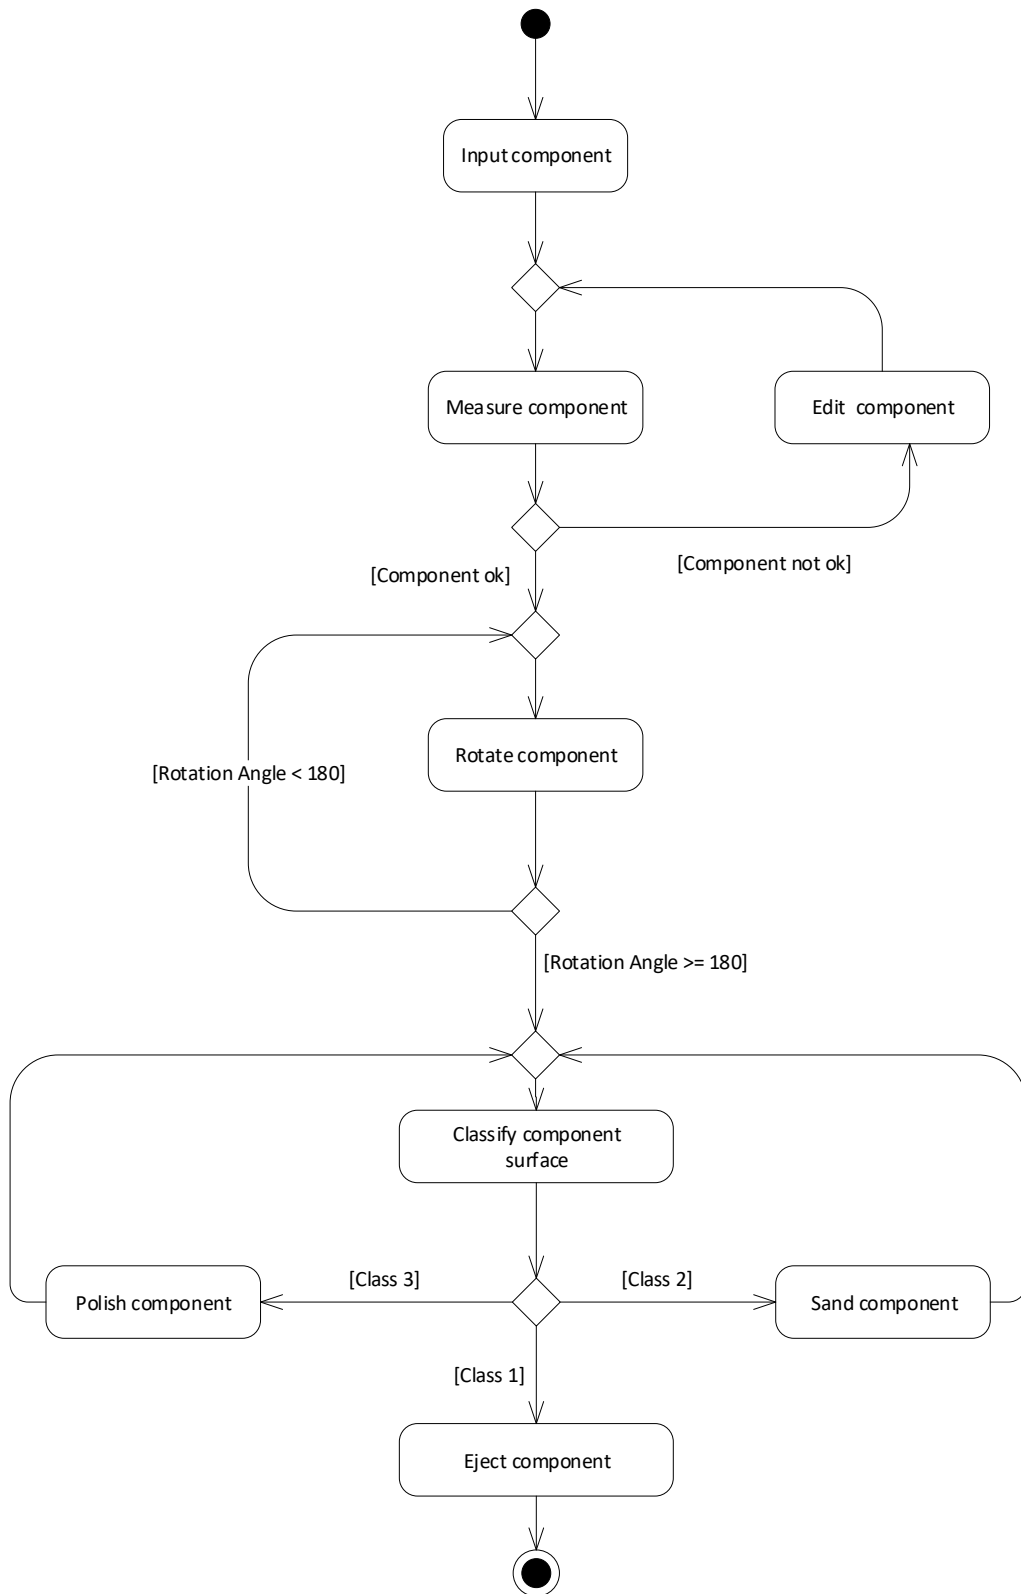 Input component
Measure component
Edit component
[Component ok]
[Component not ok]
Rotate component
[Rotation Angle < 180]
[Rotation Angle >= 180]
Classify component
surface
[Class 3]
[Class 2]
Polish component
Sand component
[Class 1]
Eject component